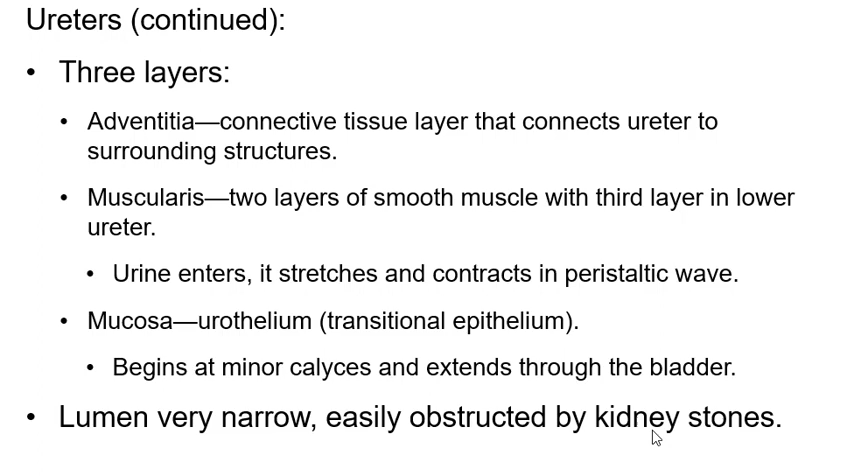 Ureters (continued):
• Three layers:
• Adventitia—connective tissue layer that connects ureter to
surrounding structures.
• Muscularis—two layers of smooth muscle with third layer in lower
ureter.
• Urine enters, it stretches and contracts in peristaltic wave.
• Mucosa—urothelium (transitional epithelium).
• Begins at minor calyces and extends through the bladder.
• Lumen very narrow, easily obstructed by kidney stones.